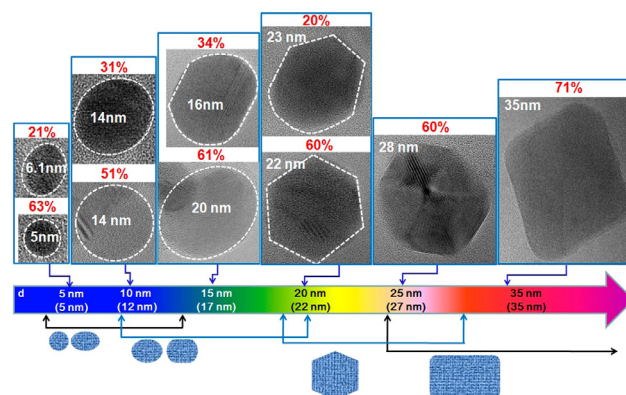 21%
6.1nm
63%
5nm
31%
14nm
51%
14 nm
34%
16nm
61%
20 nm
20%
23 nm
60%
22 nm
60%
28 nm
71%
35nm
d 5 nm 10 nm 15 nm 20 nm 25 nm 35 nm
(5 nm) (12 nm) (17 nm) (22 nm) (27 nm) (35 nm)